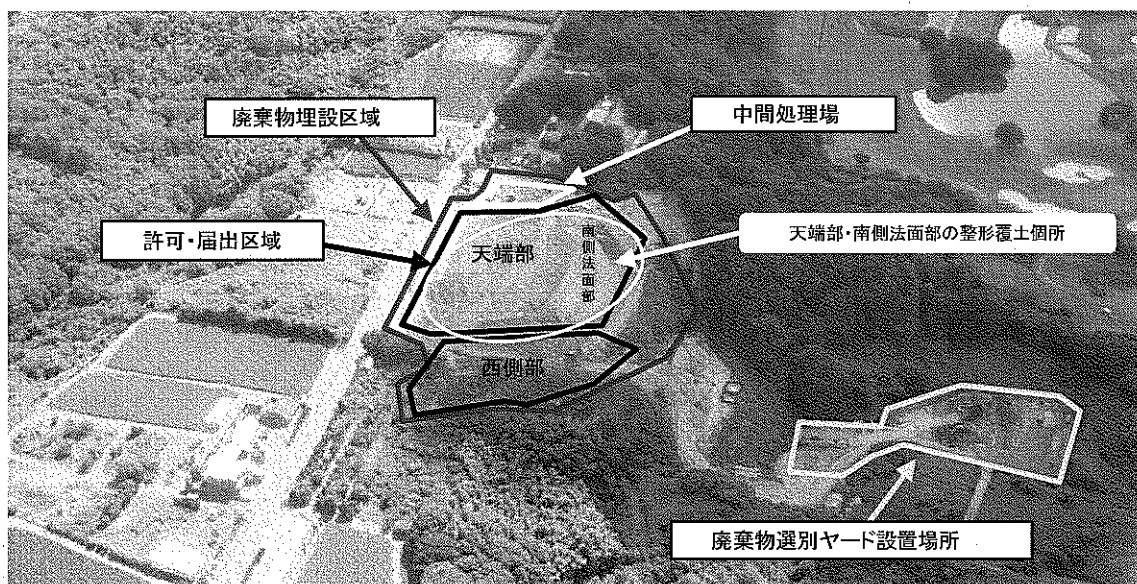 廃棄物埋設区域
中間処理場
許可・届出区域
天端部
南側法面部
天端部・南側法面部の整形覆土個所
西側部
廃棄物選別ヤード設置場所